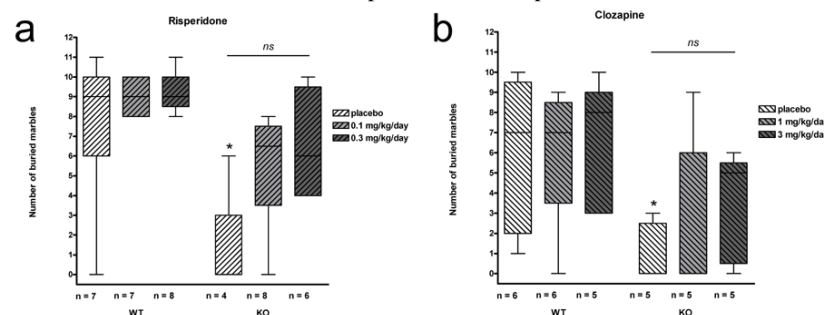 a
Risperidone
ns
12
11
10
9
8
7
6
5
4
3
2
1
0
Number of buried marbles
*
placebo
0.1 mg/kg/day
0.3 mg/kg/day
n = 7 n = 7 n = 8 n = 4 n = 8 n = 6
WT KO
b
Clozapine
ns
12
11
10
9
8
7
6
5
4
3
2
1
0
Number of buried marbles
*
placebo
1 mg/kg/day
3 mg/kg/da
n = 6 n = 6 n = 5 n = 5 n = 5 n = 5
WT KO